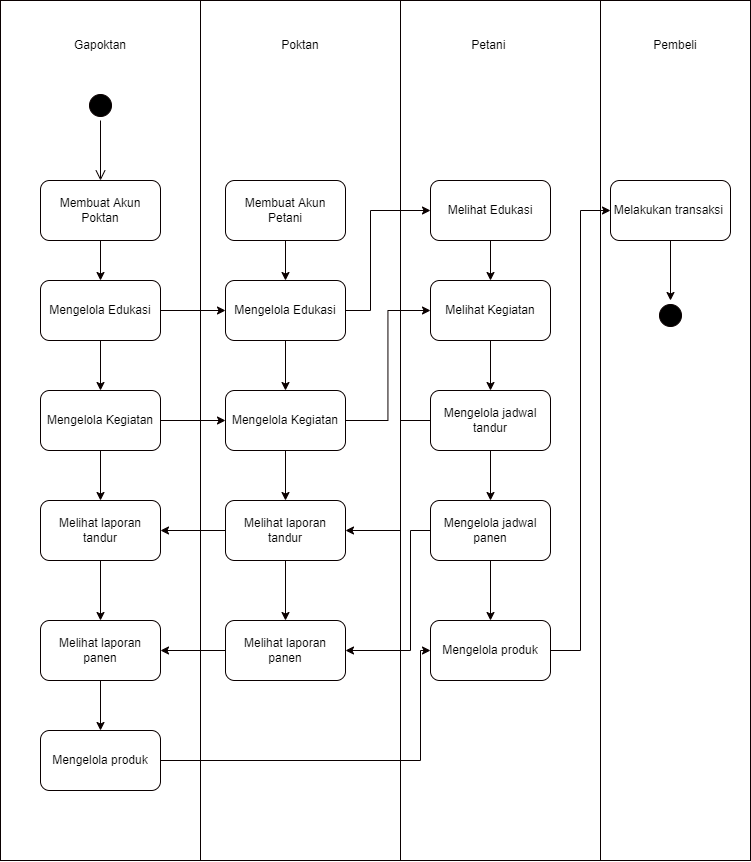 Gapoktan
Poktan
Petani
Pembeli
Membuat Akun
Poktan
Membuat Akun
Petani
Melihat Edukasi
Melakukan transaksi
Mengelola Edukasi
Mengelola Edukasi
Melihat Kegiatan
Mengelola Kegiatan
Mengelola Kegiatan
Mengelola jadwal
tandur
Melihat laporan
tandur
Melihat laporan
tandur
Mengelola jadwal
panen
Melihat laporan
panen
Melihat laporan
panen
Mengelola produk
Mengelola produk